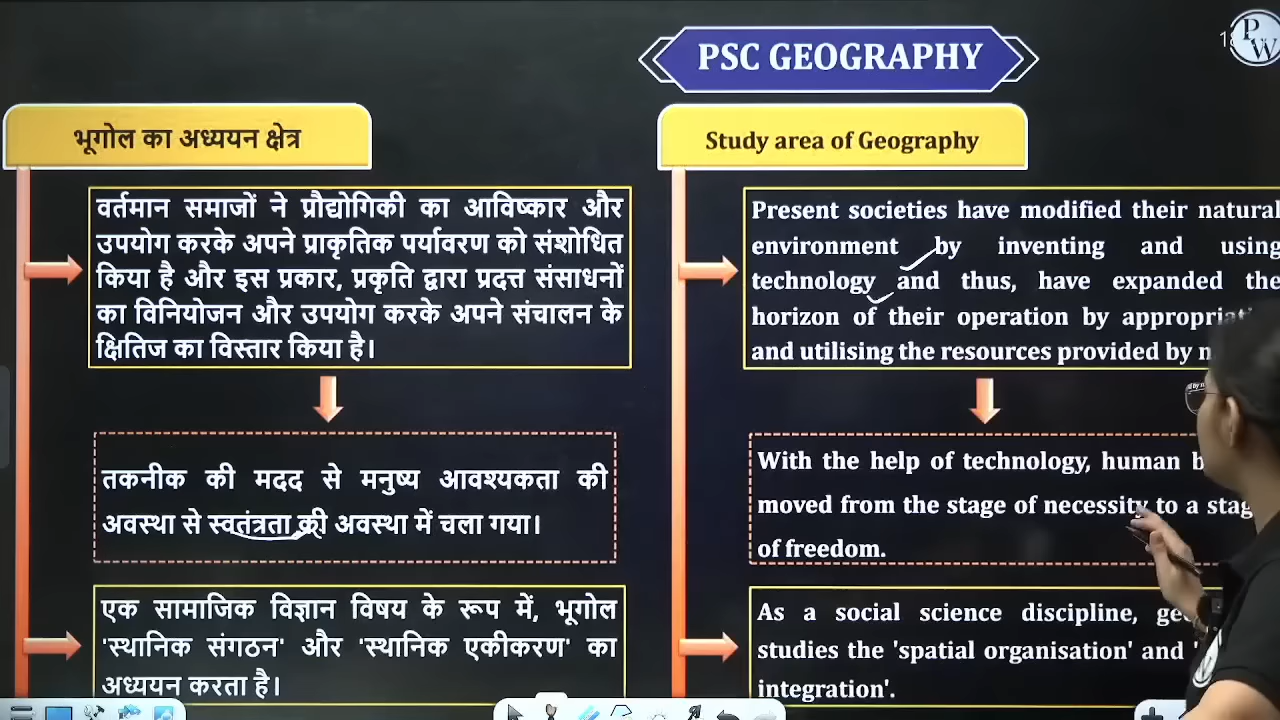 PSC GEOGRAPHY
PW
भूगोल का अध्ययन क्षेत्र
वर्तमान समाजों ने प्रौद्योगिकी का आविष्कार और
उपयोग करके अपने प्राकृतिक पर्यावरण को संशोधित
किया है और इस प्रकार, प्रकृति द्वारा प्रदत्त संसाधनों
का विनियोजन और उपयोग करके अपने संचालन के
क्षितिज का विस्तार किया है।
तकनीक की मदद से मनुष्य आवश्यकता की
अवस्था से स्वतंत्रता की अवस्था में चला गया।
एक सामाजिक विज्ञान विषय के रूप में, भूगोल
'स्थानिक संगठन' और 'स्थानिक एकीकरण' का
अध्ययन करता है।
Study area of Geography
Present societies have modified their natural
environment by inventing and using
technology and thus, have expanded the
horizon of their operation by
and utilising the resources provided by
With the help of technology, human
moved from the stage of necessity to a
of freedom.
As a social science discipline,
studies the 'spatial organisation' and
integration'.